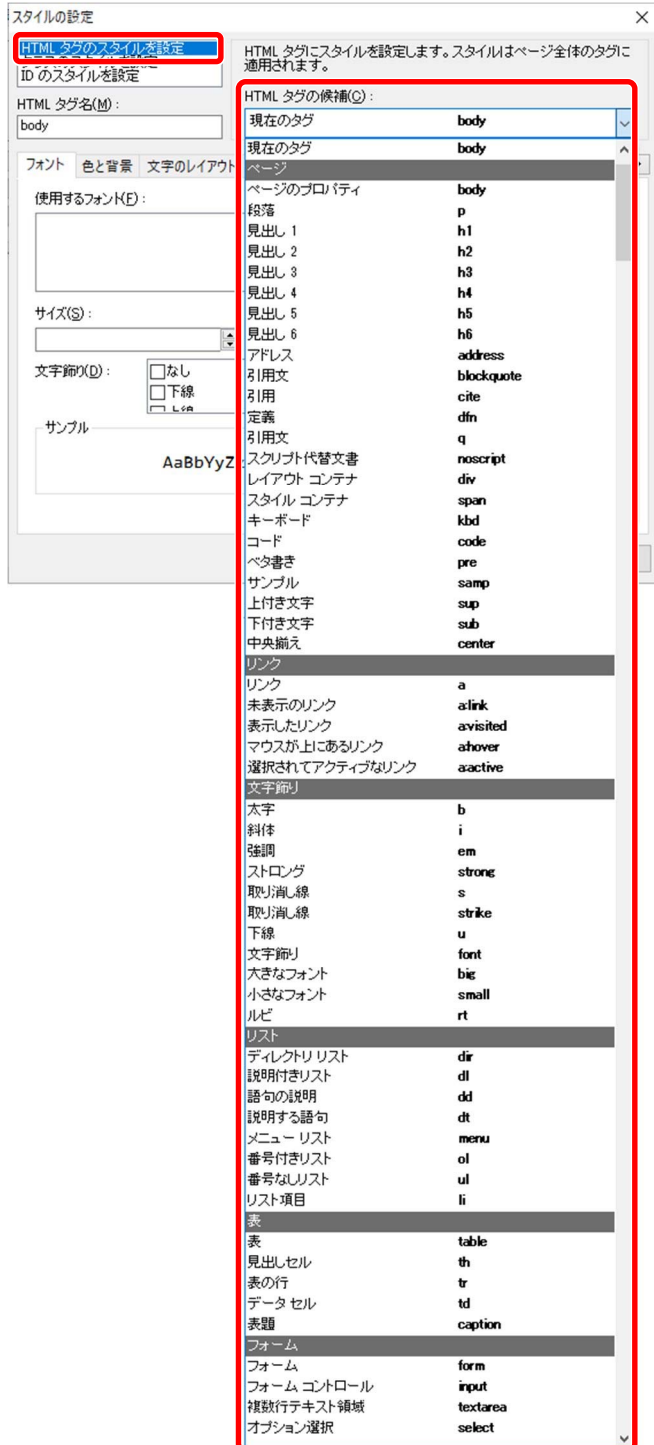 スタイルの設定
HTML タグのスタイルを設定
ID のスタイルを設定
HTML タグ名(M) :
body
HTML タグにスタイルを設定します。スタイルはページ全体のタグに
適用されます。
HTML タグの候補(C) :
現在のタグ body
フォント 色と背景 文字のレイアウト
使用するフォント(F) :
サイズ(S) :
文字飾り(D) :
なし
下線
サンプル
AaBbYyZ
現在のタグ body
ページ
ページのプロパティ body
段落 p
見出し 1 h1
見出し 2 h2
見出し 3 h3
見出し 4 h4
見出し 5 h5
見出し 6 h6
アドレス address
引用文 blockquote
引用 cite
定義 dfn
引用文 q
スクリプト代替文書 noscript
レイアウト コンテナ div
スタイル コンテナ span
キーボード kbd
コード code
ベタ書き pre
サンプル samp
上付き文字 sup
下付き文字 sub
中央揃え center
リンク
リンク a
未表示のリンク a:link
表示したリンク a:visited
マウスが上にあるリンク a:hover
選択されてアクティブなリンク a:active
文字飾り
太字 b
斜体 i
強調 em
ストロング strong
取り消し線 s
取り消し線 strike
下線 u
文字飾り font
大きなフォント big
小さなフォント small
ルビ rt
リスト
ディレクトリ リスト dir
説明付きリスト dl
語句の説明 dd
説明する語句 dt
メニュー リスト menu
番号付きリスト ol
番号なしリスト ul
リスト項目 li
表
表 table
見出しセル th
表の行 tr
データ セル td
表題 caption
フォーム
フォーム form
フォーム コントロール input
複数行テキスト領域 textarea
オプション選択 select